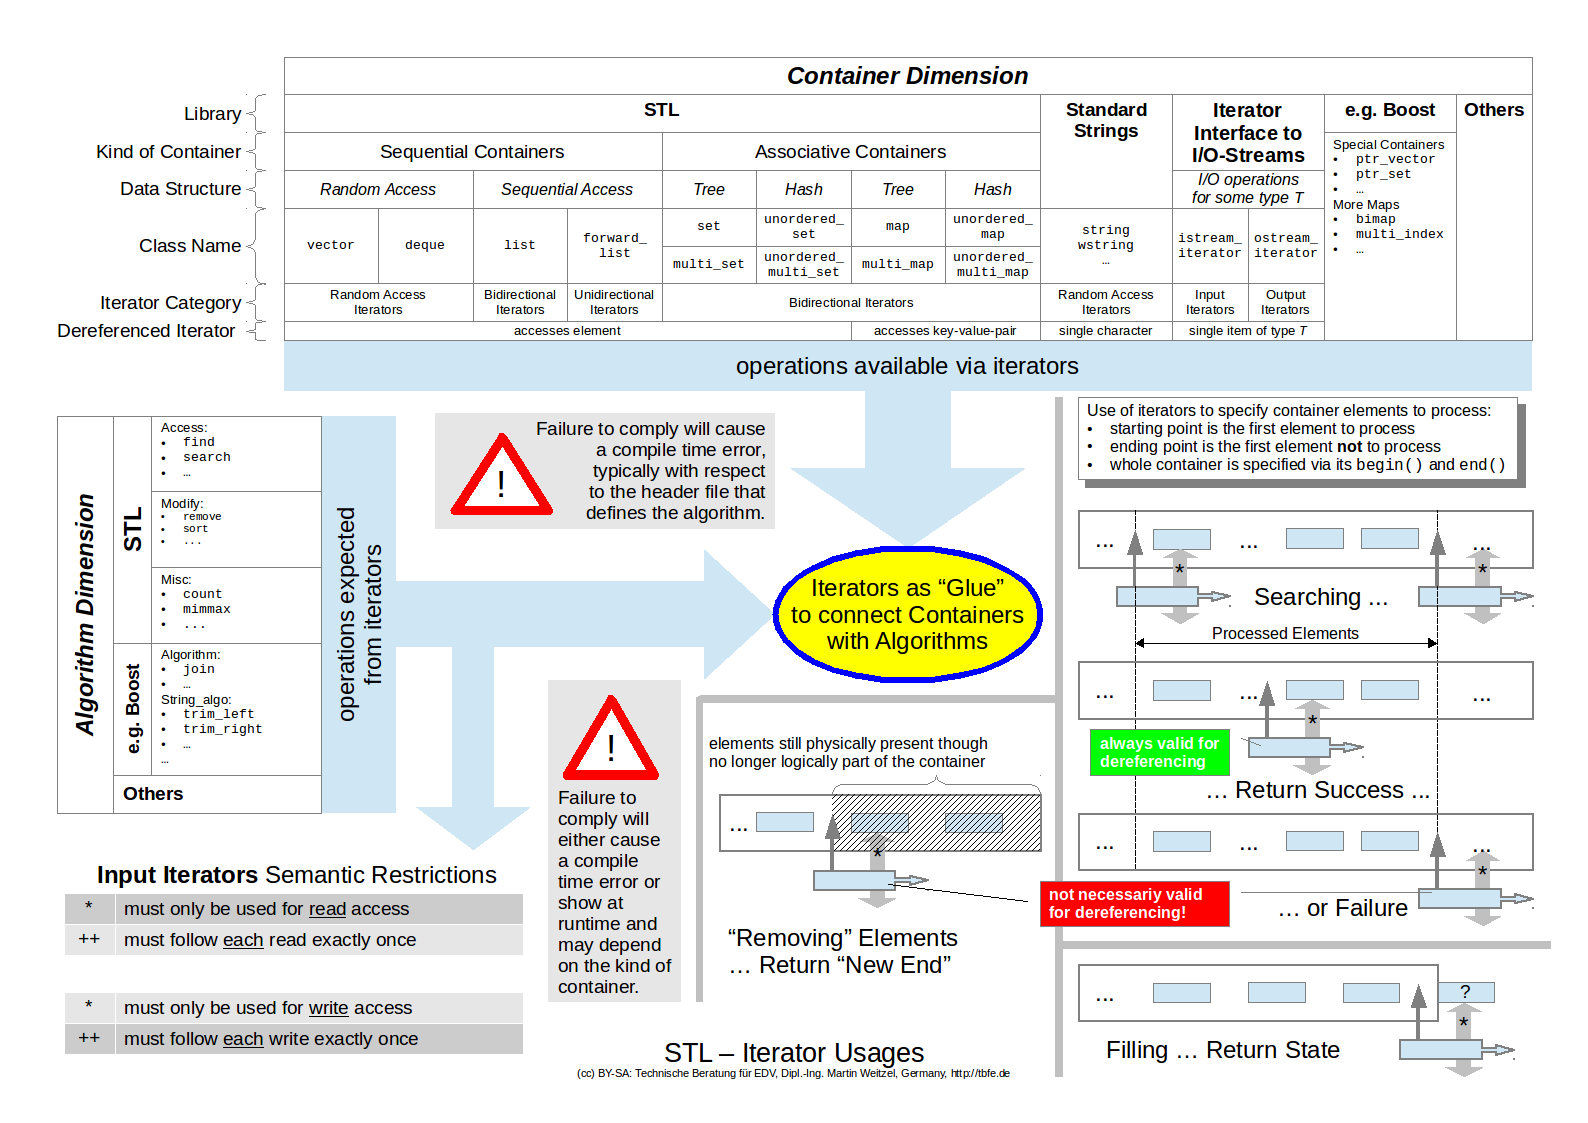 Container Dimension
Library
STL
Standard
Strings
Iterator
Interface to
I/O-Streams
e.g. Boost
Others
Kind of Container
Sequential Containers
Associative Containers
Special Containers
• ptr_vector
• ptr_set
• …
More Maps
• bimap
• multi_index
• …
Data Structure
Random Access
Sequential Access
Tree
Hash
Tree
Hash
I/O operations
for some type T
Class Name
vector
deque
list
forward_
list
set
unordered_
set
map
unordered_
map
multi_set
unordered_
multi_set
multi_map
unordered_
multi_map
string
wstring
…
istream_
iterator
ostream_
iterator
Iterator Category
Random Access
Iterators
Bidirectional
Iterators
Unidirectional
Iterators
Bidirectional Iterators
Random Access
Iterators
Input
Iterators
Output
Iterators
Dereferenced Iterator
accesses element
accesses key-value-pair
single character
single item of type T
operations available via iterators
Algorithm Dimension
STL
Access:
• find
• search
• …
Modify:
• remove
• sort
• ...
Misc:
• count
• mimmax
• ...
e.g. Boost
Algorithm:
• join
• …
String_algo:
• trim_left
• trim_right
• …
…
Others
operations expected
from iterators
!
Failure to comply will cause
a compile time error,
typically with respect
to the header file that
defines the algorithm.
Iterators as “Glue”
to connect Containers
with Algorithms
!
Failure to
comply will
either cause
a compile
time error or
show at
runtime and
may depend
on the kind of
container.
Input Iterators Semantic Restrictions
* must only be used for read access
++ must follow each read exactly once
* must only be used for write access
++ must follow each write exactly once
elements still physically present though
no longer logically part of the container
...
*
“Removing” Elements
… Return “New End”
not necessariy valid
for dereferencing!
Use of iterators to specify container elements to process:
• starting point is the first element to process
• ending point is the first element not to process
• whole container is specified via its begin() and end()
... ... ...
* *
Searching ...
Processed Elements
... ... ...
*
always valid for
dereferencing
… Return Success ...
... ... ...
*
… or Failure
... ?
*
Filling … Return State
STL – Iterator Usages
(cc) BY-SA: Technische Beratung für EDV, Dipl.-Ing. Martin Weitzel, Germany, http://tbfe.de